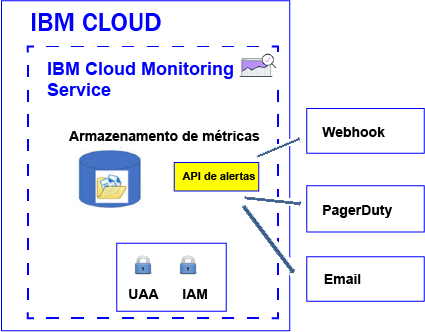 IBM CLOUD
IBM Cloud Monitoring
Service
Armazenamento de métricas
API de alertas
Webhook
PagerDuty
Email
UAA IAM